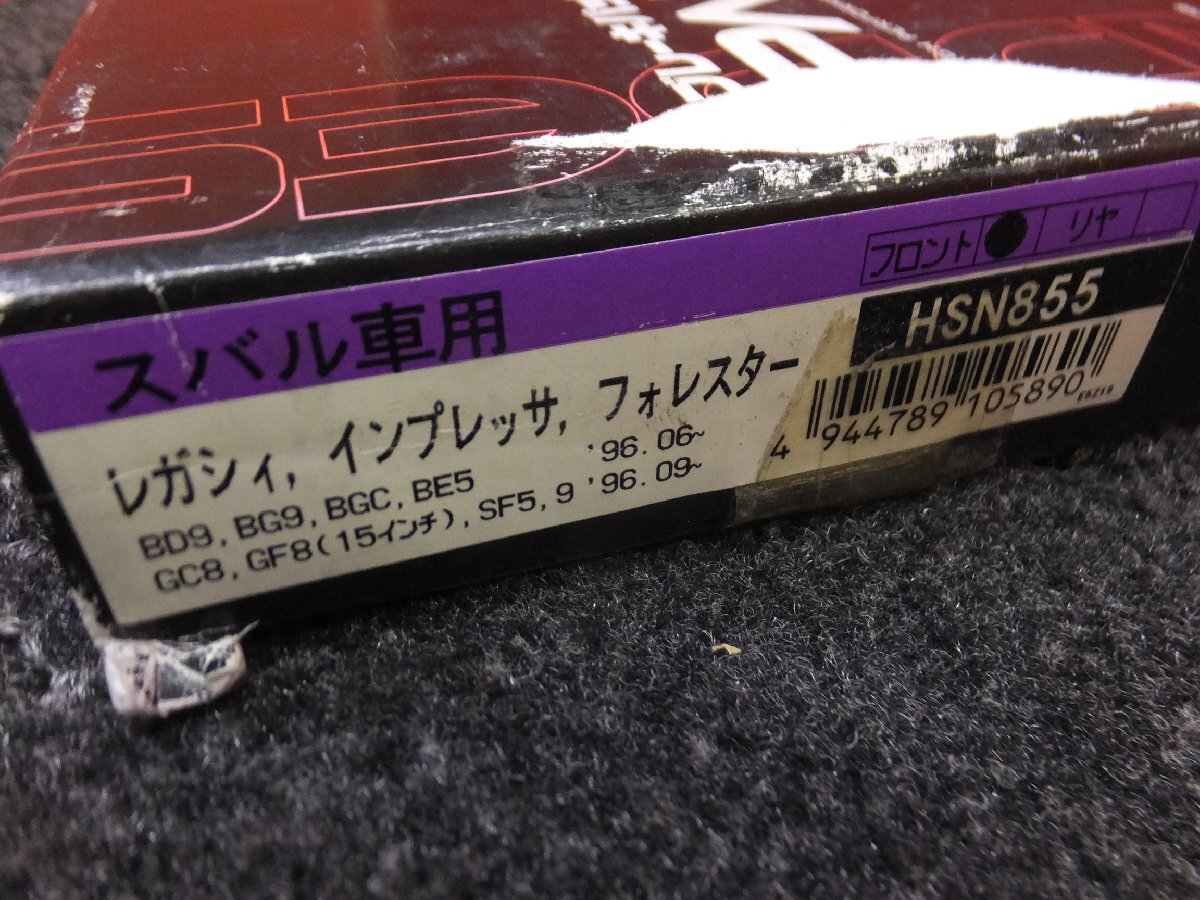 フロント ● リヤ
スバル車用
HSN855
レガシィ, インプレッサ, フォレスター
BD9, BG9, BGC, BE5 '96.06~
GC8, GF8(15インチ), SF5, 9 '96.09~
4 944789 105890